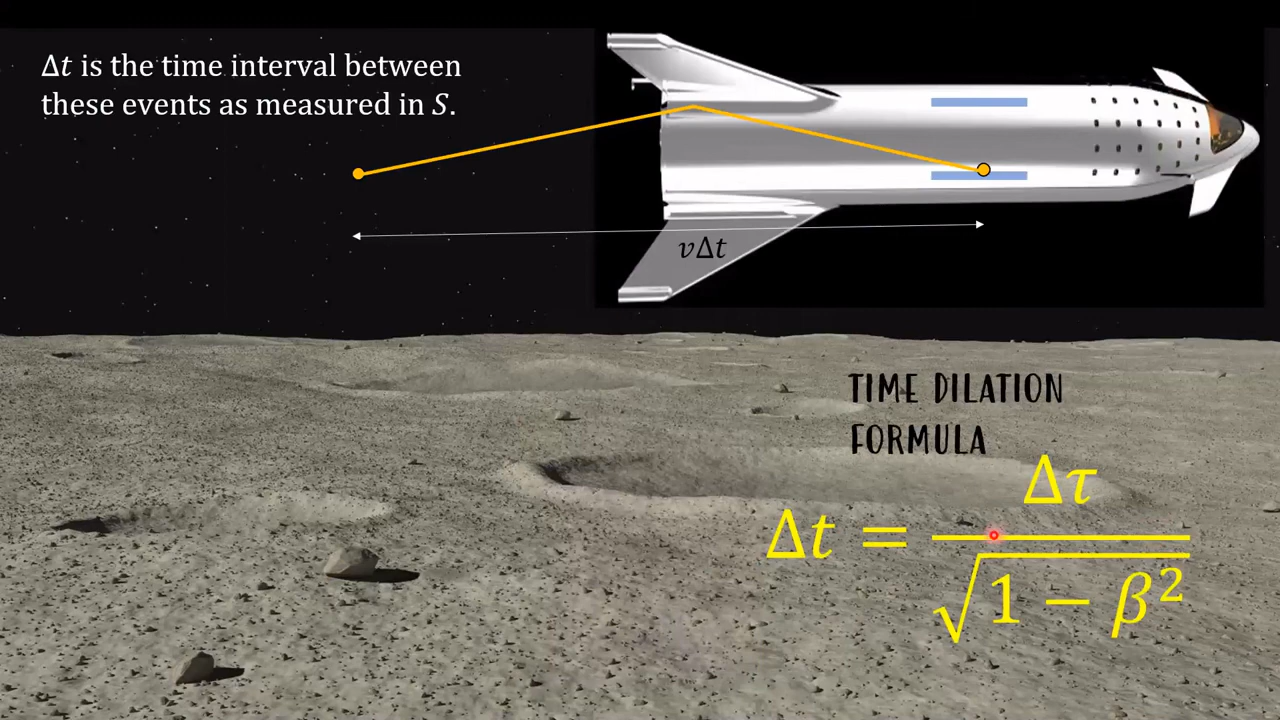 Δt is the time interval between
these events as measured in S.
vΔt
TIME DILATION
FORMULA
Δt = Δτ / √(1 − β²)